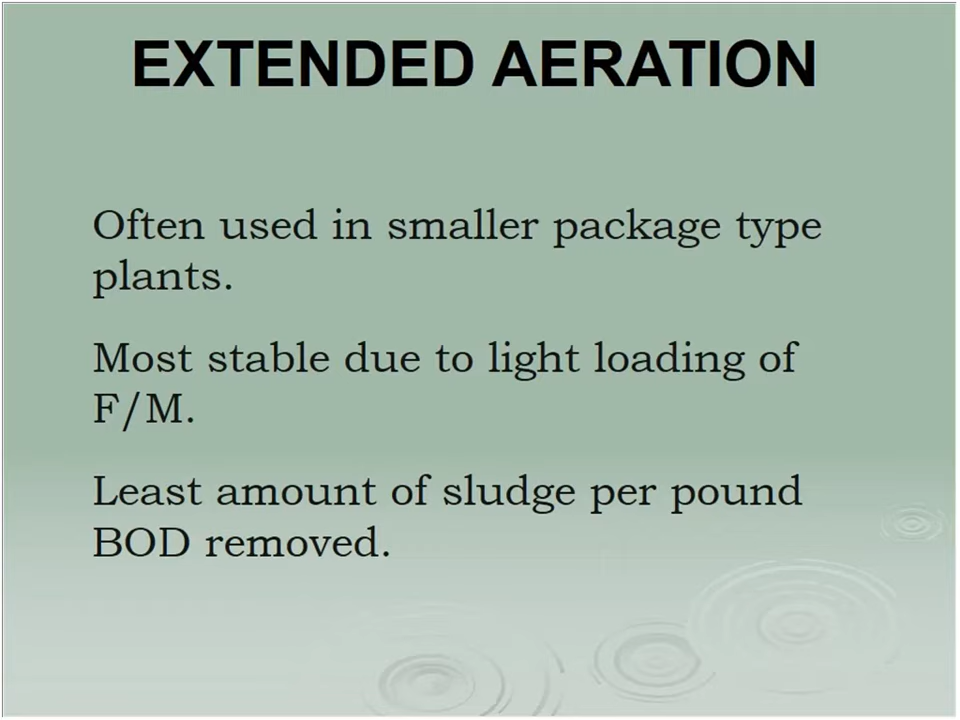 EXTENDED AERATION
Often used in smaller package type
plants.
Most stable due to light loading of
F/M.
Least amount of sludge per pound
BOD removed.